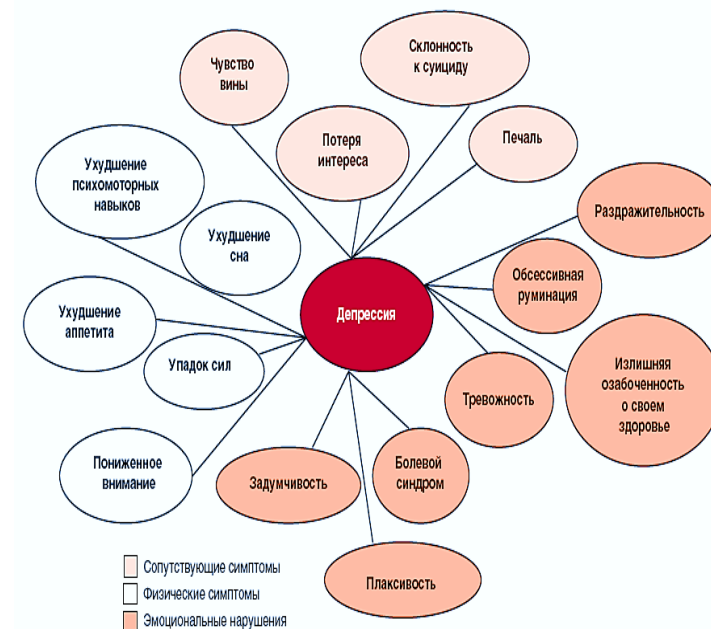 Чувство
вины
Склонность
к суициду
Потеря
интереса
Печаль
Ухудшение
психомоторных
навыков
Ухудшение
сна
Раздражительность
Обсессивная
руминация
Депрессия
Ухудшение
аппетита
Упадок сил
Излишняя
озабоченность
о своем
здоровье
Тревожность
Пониженное
внимание
Задумчивость
Болевой
синдром
Плаксивость
Сопутствующие симптомы
Физические симптомы
Эмоциональные нарушения